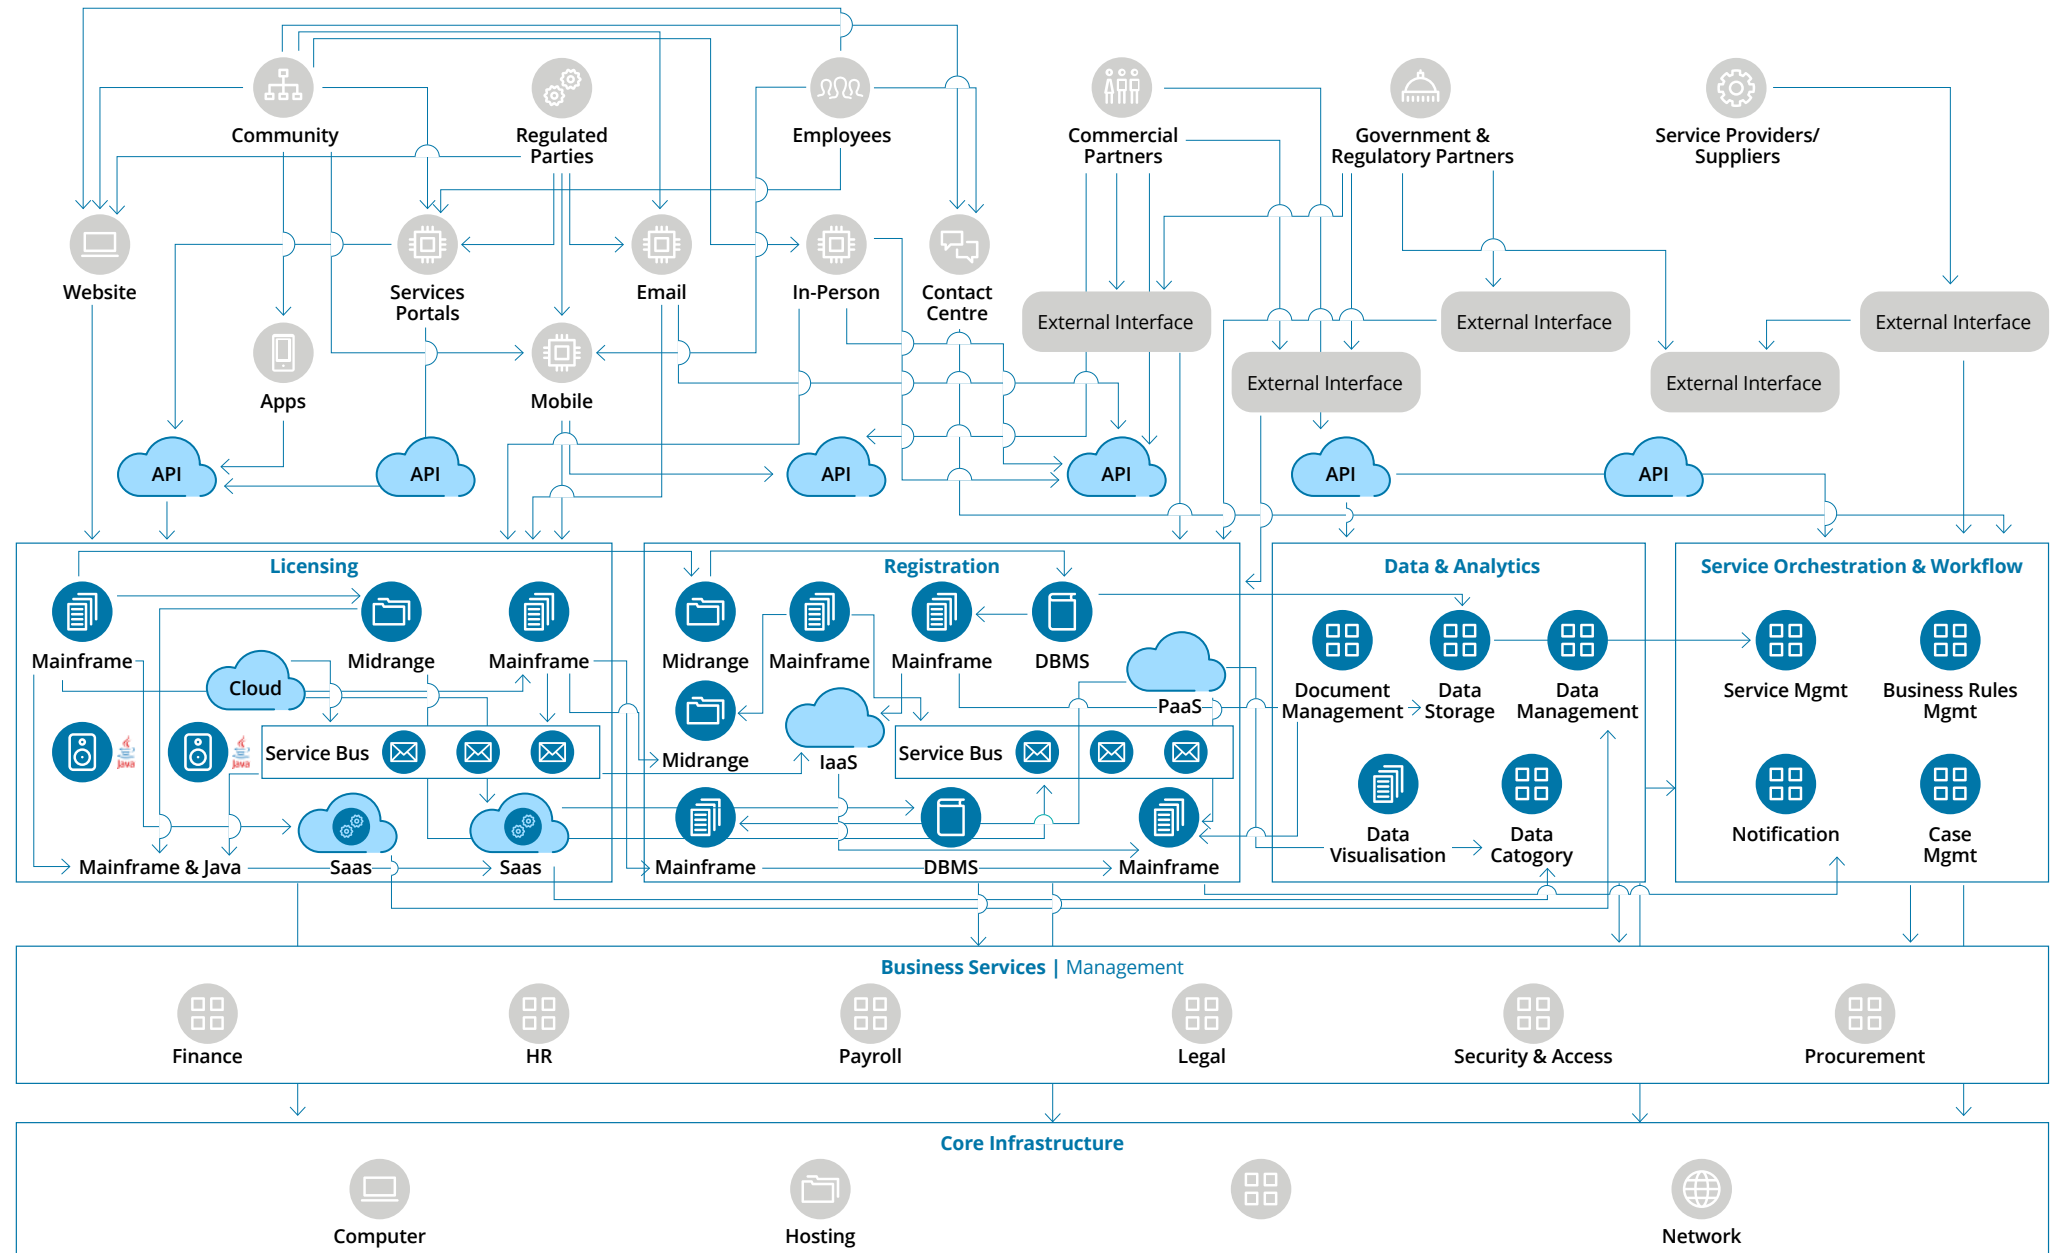 Community
Regulated
Parties
Employees
Commercial
Partners
Government &
Regulatory Partners
Service Providers/
Suppliers
Website
Services
Portals
Email
In-Person
Contact
Centre
External Interface
External Interface
External Interface
External Interface
External Interface
Apps
Mobile
API
API
API
API
API
API
Licensing
Mainframe
Midrange
Mainframe
Cloud
Java
Java
Service Bus
Mainframe & Java
Saas
Saas
Registration
Midrange
Mainframe
Mainframe
DBMS
PaaS
Midrange
IaaS
Service Bus
Mainframe
DBMS
Mainframe
Data & Analytics
Document
Management
Data
Storage
Data
Management
Data
Visualisation
Data
Catogory
Service Orchestration & Workflow
Service Mgmt
Business Rules
Mgmt
Notification
Case
Mgmt
Business Services | Management
Finance
HR
Payroll
Legal
Security & Access
Procurement
Core Infrastructure
Computer
Hosting
Network